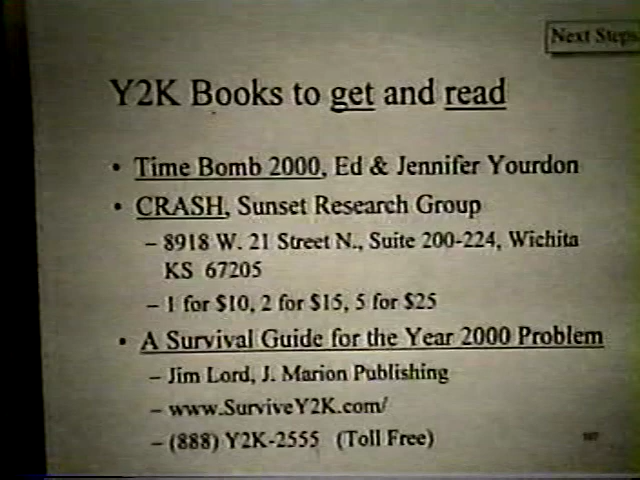 Next Steps
Y2K Books to get and read
• Time Bomb 2000, Ed & Jennifer Yourdon
• CRASH, Sunset Research Group
– 8918 W. 21 Street N., Suite 200-224, Wichita
KS 67205
– 1 for $10, 2 for $15, 5 for $25
• A Survival Guide for the Year 2000 Problem
– Jim Lord, J. Marion Publishing
– www.SurviveY2K.com/
– (888) Y2K-2555 (Toll Free)